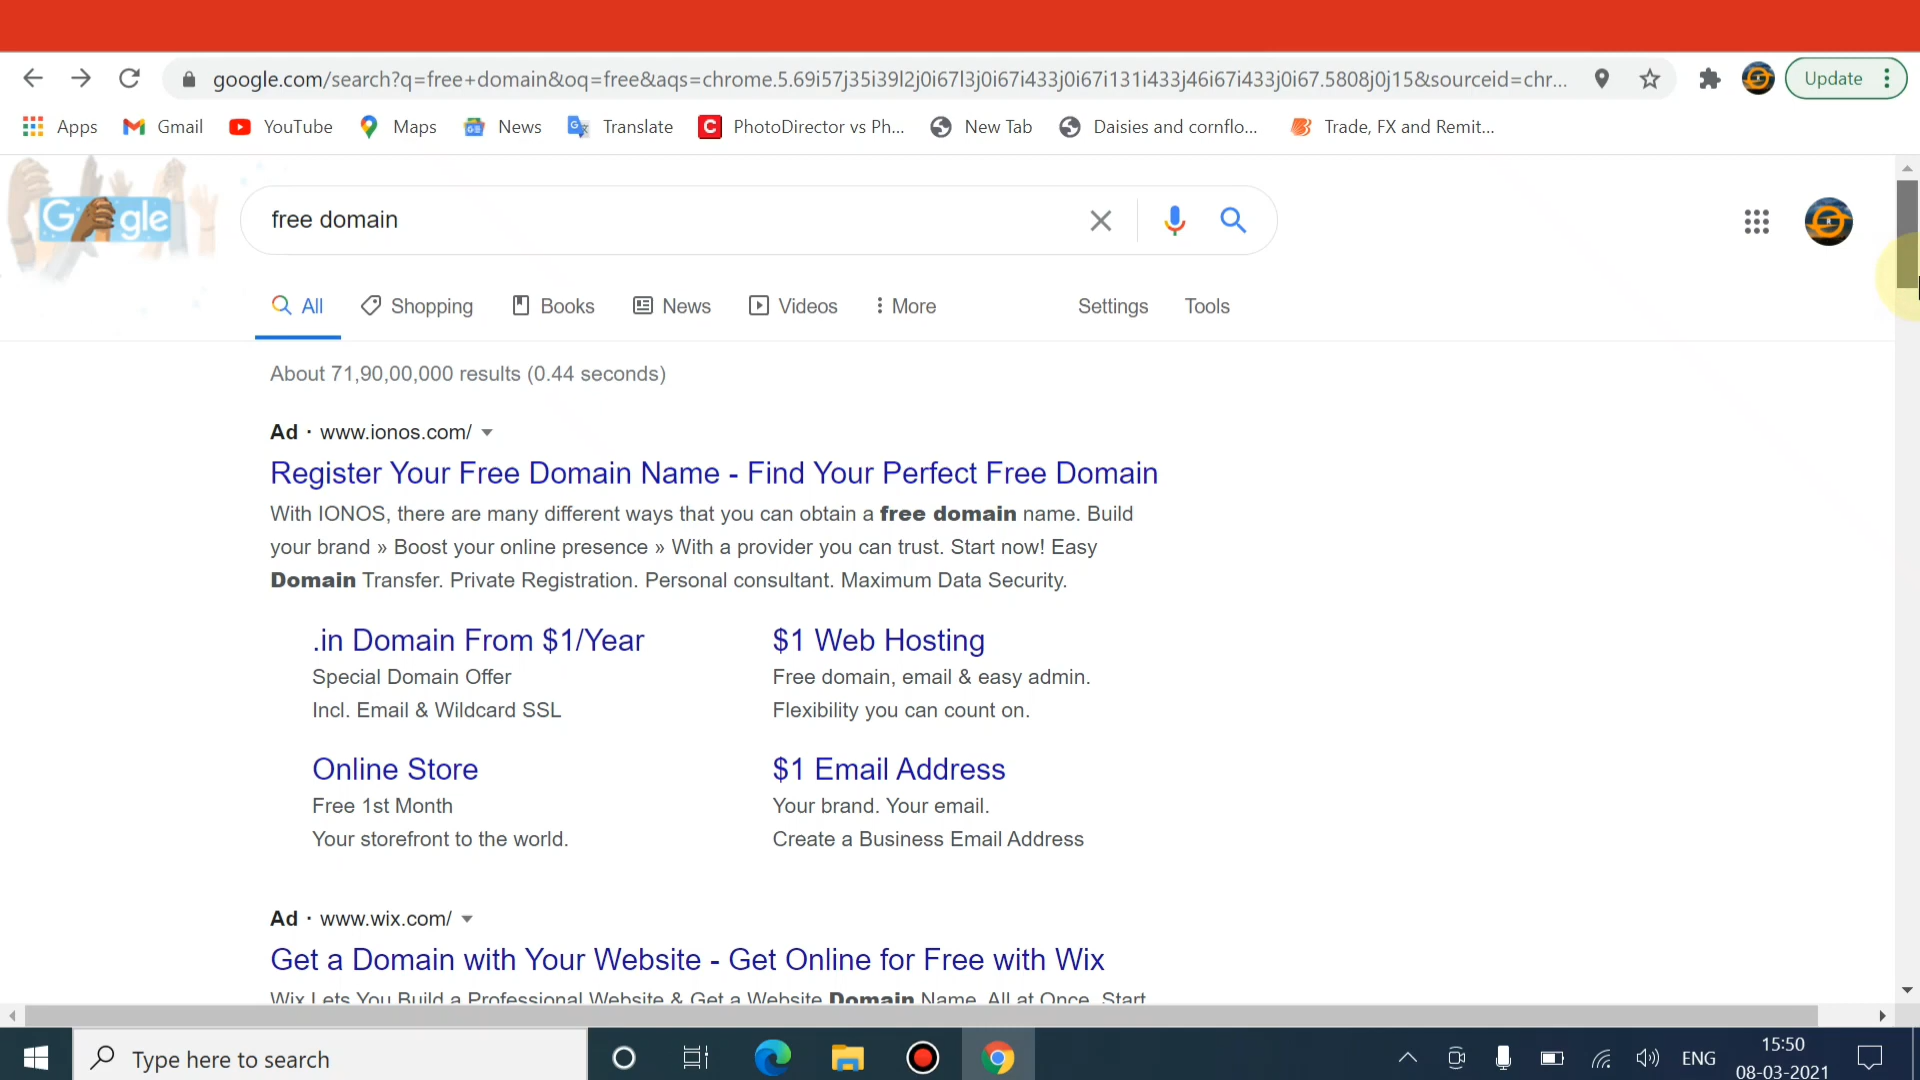 google.com/search?q=free+domain&oq=free&aqs=chrome.5.69i57j35i39l2j0i67l3j0i67i433j0i67i131i433j46i67i433j0i67.5808j0j15&sourceid=chr...
Update
Apps
Gmail
YouTube
Maps
News
Translate
PhotoDirector vs Ph...
New Tab
Daisies and cornflo...
Trade, FX and Remit...
G gle
free domain
All
Shopping
Books
News
Videos
More
Settings
Tools
About 71,90,00,000 results (0.44 seconds)
Ad · www.ionos.com/
Register Your Free Domain Name - Find Your Perfect Free Domain
With IONOS, there are many different ways that you can obtain a free domain name. Build
your brand » Boost your online presence » With a provider you can trust. Start now! Easy
Domain Transfer. Private Registration. Personal consultant. Maximum Data Security.
.in Domain From $1/Year
Special Domain Offer
Incl. Email & Wildcard SSL
$1 Web Hosting
Free domain, email & easy admin.
Flexibility you can count on.
Online Store
Free 1st Month
Your storefront to the world.
$1 Email Address
Your brand. Your email.
Create a Business Email Address
Ad · www.wix.com/
Get a Domain with Your Website - Get Online for Free with Wix
Wix Lets You Build a Professional Website & Get a Website Domain Name, All at Once. Start
Type here to search
ENG
15:50
08-03-2021